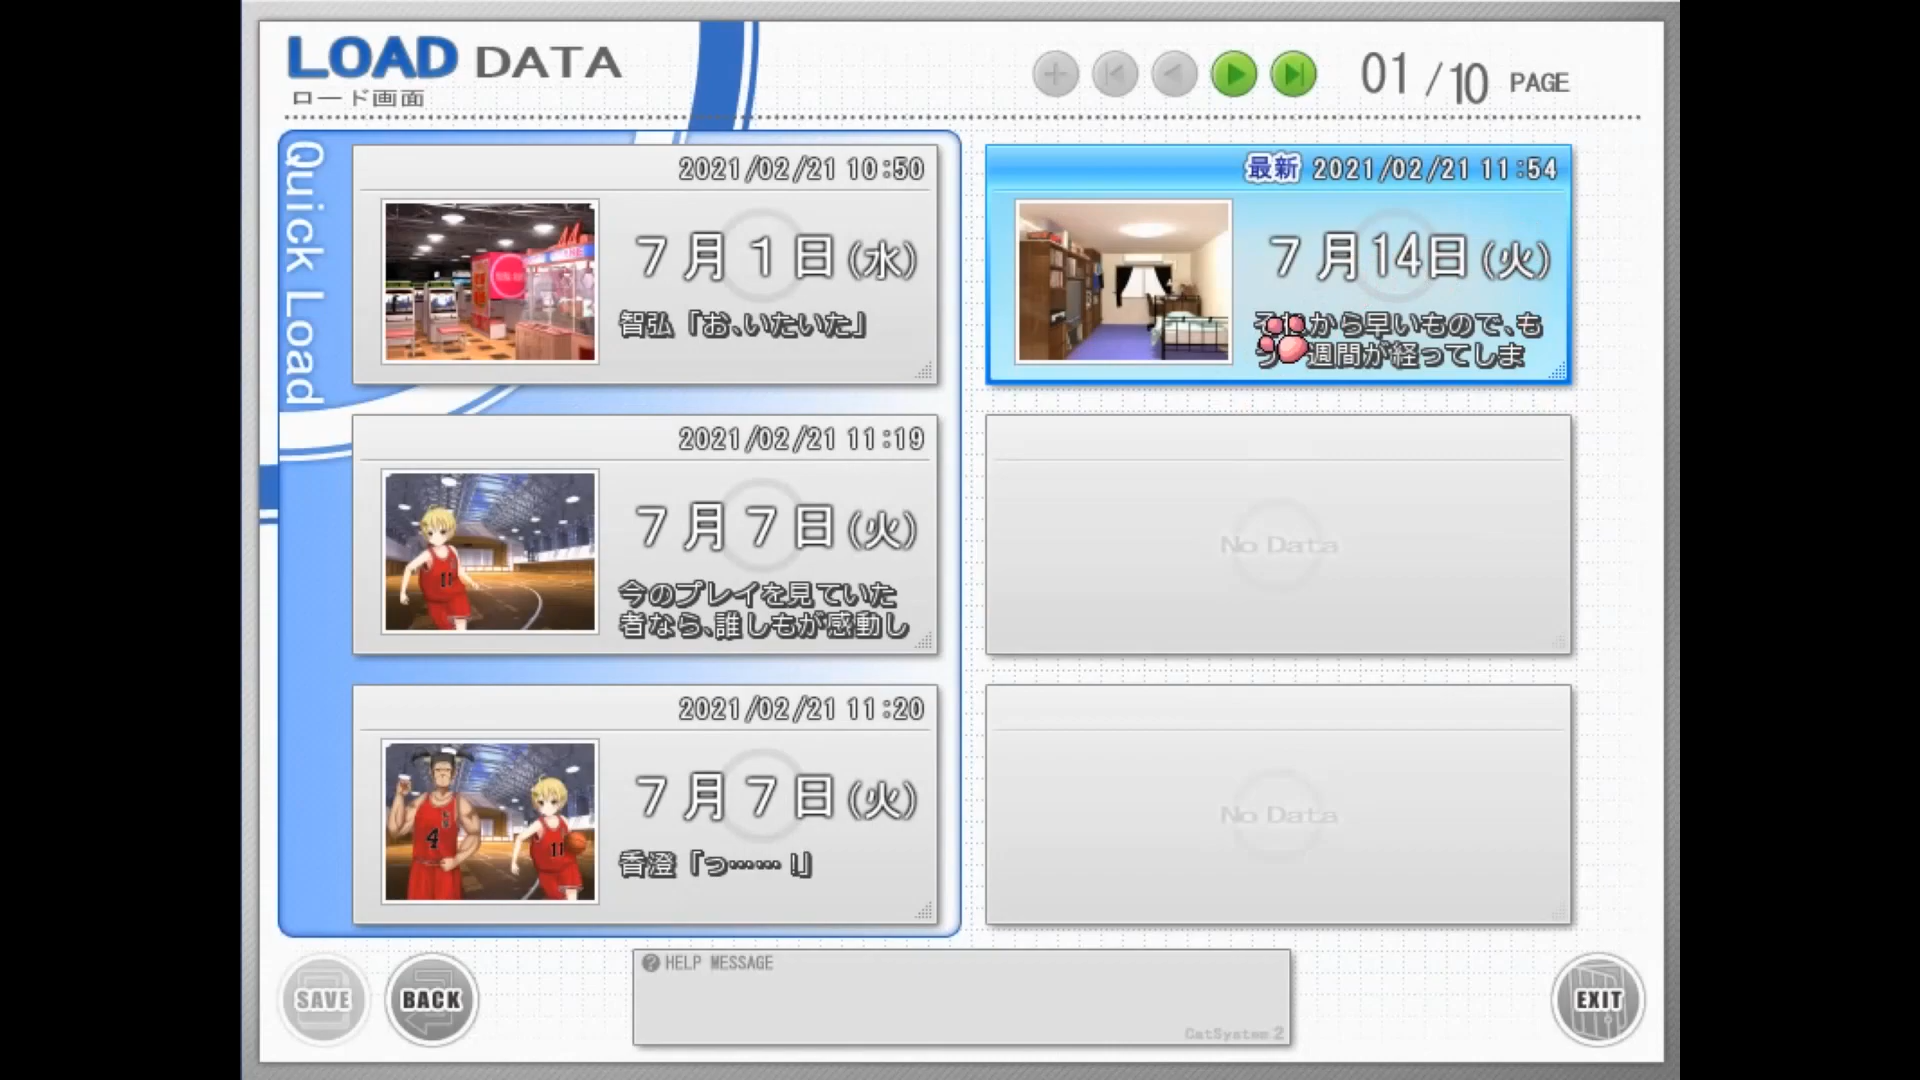 LOAD DATA
ロード画面
01/10 PAGE
Quick Load
2021/02/21 10:50
7月1日(水)
智弘「お、いたいた」
2021/02/21 11:19
7月7日(火)
今のプレイを見ていた
者なら、誰しもが感動し
2021/02/21 11:20
7月7日(火)
4
11
香澄「っ……!」
最新 2021/02/21 11:54
7月14日(火)
から早いもので、も
週間が経ってしま
No Data
No Data
SAVE
BACK
HELP MESSAGE
CatSystem 2
EXIT